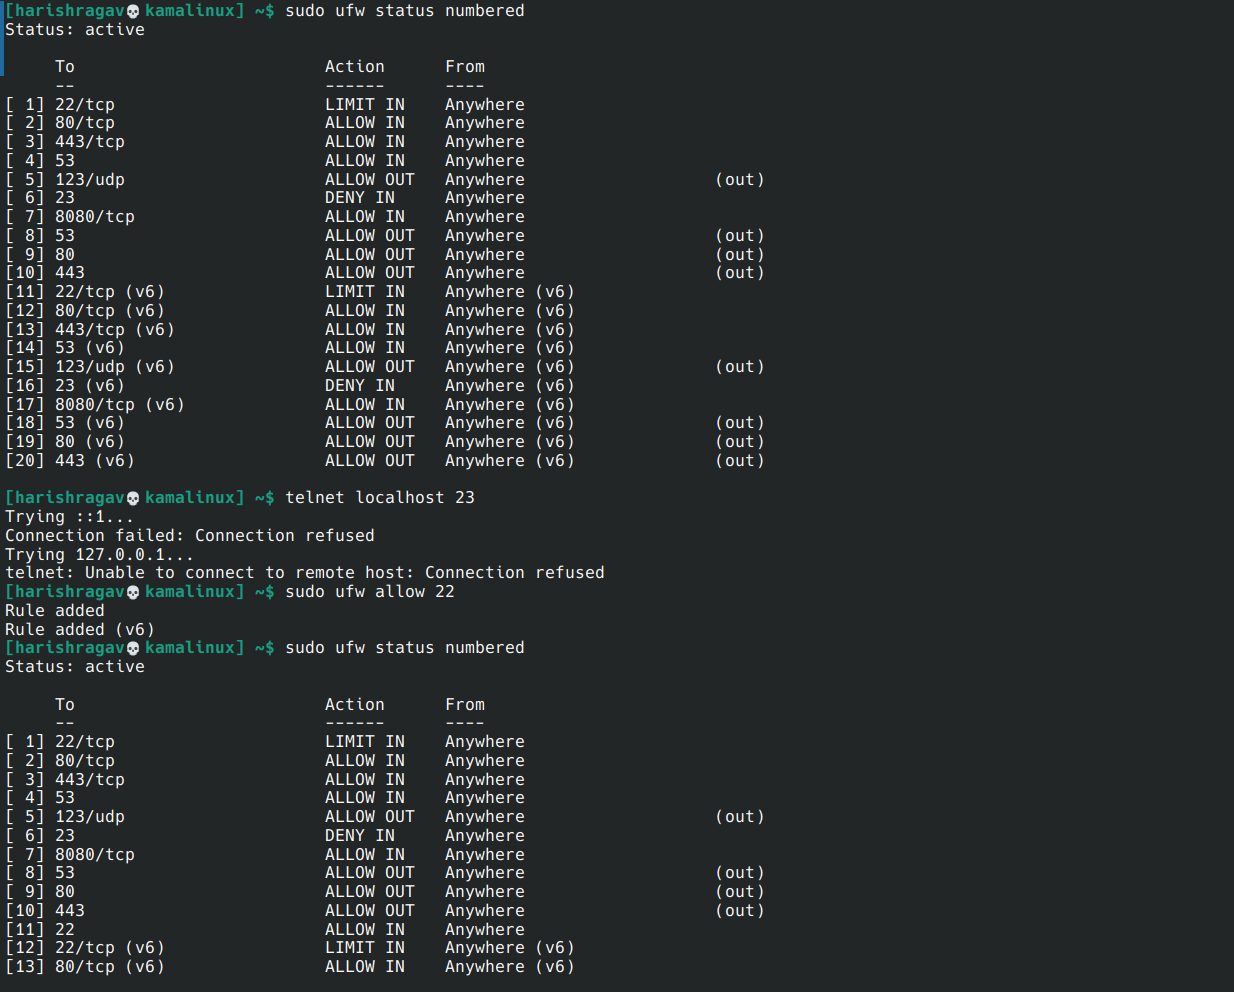 [harishragav💀kamalinux] ~$ sudo ufw status numbered
Status: active
     To                         Action      From
     --                         ------      ----
[ 1] 22/tcp                     LIMIT IN    Anywhere
[ 2] 80/tcp                     ALLOW IN    Anywhere
[ 3] 443/tcp                    ALLOW IN    Anywhere
[ 4] 53                         ALLOW IN    Anywhere
[ 5] 123/udp                    ALLOW OUT   Anywhere                   (out)
[ 6] 23                         DENY IN     Anywhere
[ 7] 8080/tcp                   ALLOW IN    Anywhere
[ 8] 53                         ALLOW OUT   Anywhere                   (out)
[ 9] 80                         ALLOW OUT   Anywhere                   (out)
[10] 443                        ALLOW OUT   Anywhere                   (out)
[11] 22/tcp (v6)                LIMIT IN    Anywhere (v6)
[12] 80/tcp (v6)                ALLOW IN    Anywhere (v6)
[13] 443/tcp (v6)               ALLOW IN    Anywhere (v6)
[14] 53 (v6)                    ALLOW IN    Anywhere (v6)
[15] 123/udp (v6)               ALLOW OUT   Anywhere (v6)              (out)
[16] 23 (v6)                    DENY IN     Anywhere (v6)
[17] 8080/tcp (v6)              ALLOW IN    Anywhere (v6)
[18] 53 (v6)                    ALLOW OUT   Anywhere (v6)              (out)
[19] 80 (v6)                    ALLOW OUT   Anywhere (v6)              (out)
[20] 443 (v6)                   ALLOW OUT   Anywhere (v6)              (out)
[harishragav💀kamalinux] ~$ telnet localhost 23
Trying ::1...
Connection failed: Connection refused
Trying 127.0.0.1...
telnet: Unable to connect to remote host: Connection refused
[harishragav💀kamalinux] ~$ sudo ufw allow 22
Rule added
Rule added (v6)
[harishragav💀kamalinux] ~$ sudo ufw status numbered
Status: active
     To                         Action      From
     --                         ------      ----
[ 1] 22/tcp                     LIMIT IN    Anywhere
[ 2] 80/tcp                     ALLOW IN    Anywhere
[ 3] 443/tcp                    ALLOW IN    Anywhere
[ 4] 53                         ALLOW IN    Anywhere
[ 5] 123/udp                    ALLOW OUT   Anywhere                   (out)
[ 6] 23                         DENY IN     Anywhere
[ 7] 8080/tcp                   ALLOW IN    Anywhere
[ 8] 53                         ALLOW OUT   Anywhere                   (out)
[ 9] 80                         ALLOW OUT   Anywhere                   (out)
[10] 443                        ALLOW OUT   Anywhere                   (out)
[11] 22                         ALLOW IN    Anywhere
[12] 22/tcp (v6)                LIMIT IN    Anywhere (v6)
[13] 80/tcp (v6)                ALLOW IN    Anywhere (v6)